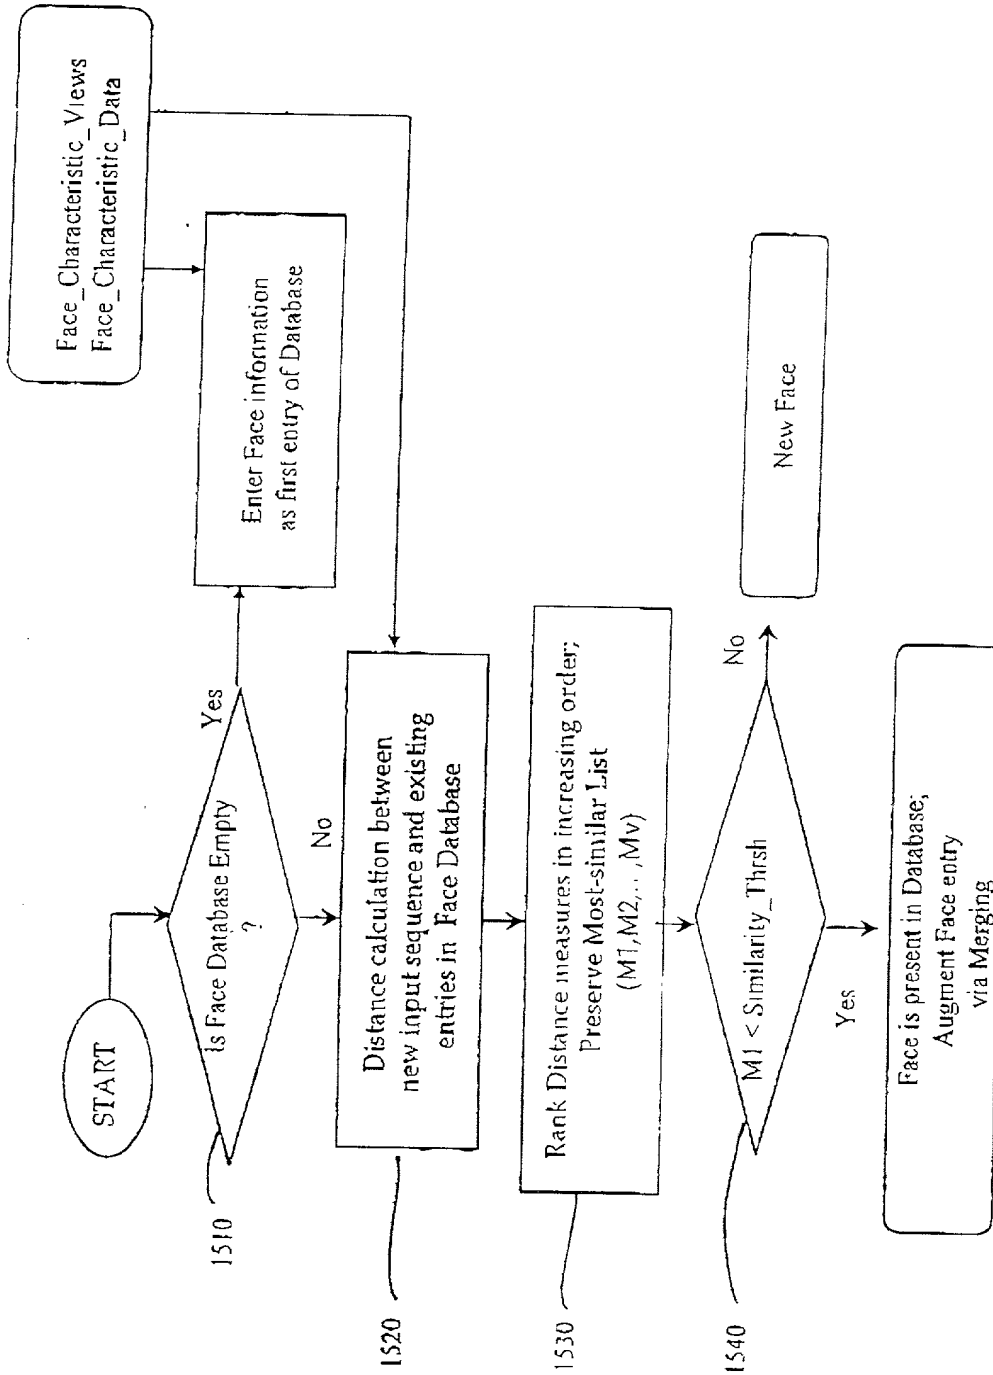 START
Face_Characteristic_Views
Face_Characteristic_Data
1510
Is Face Database Empty
?
Yes
Enter Face information
as first entry of Database
No
1520
Distance calculation between
new input sequence and existing
entries in Face Database
1530
Rank Distance measures in increasing order;
Preserve Most-similar List
(M1,M2,..,Mv)
1540
M1 < Similarity_Thrsh
No
New Face
Yes
Face is present in Database;
Augment Face entry
via Merging